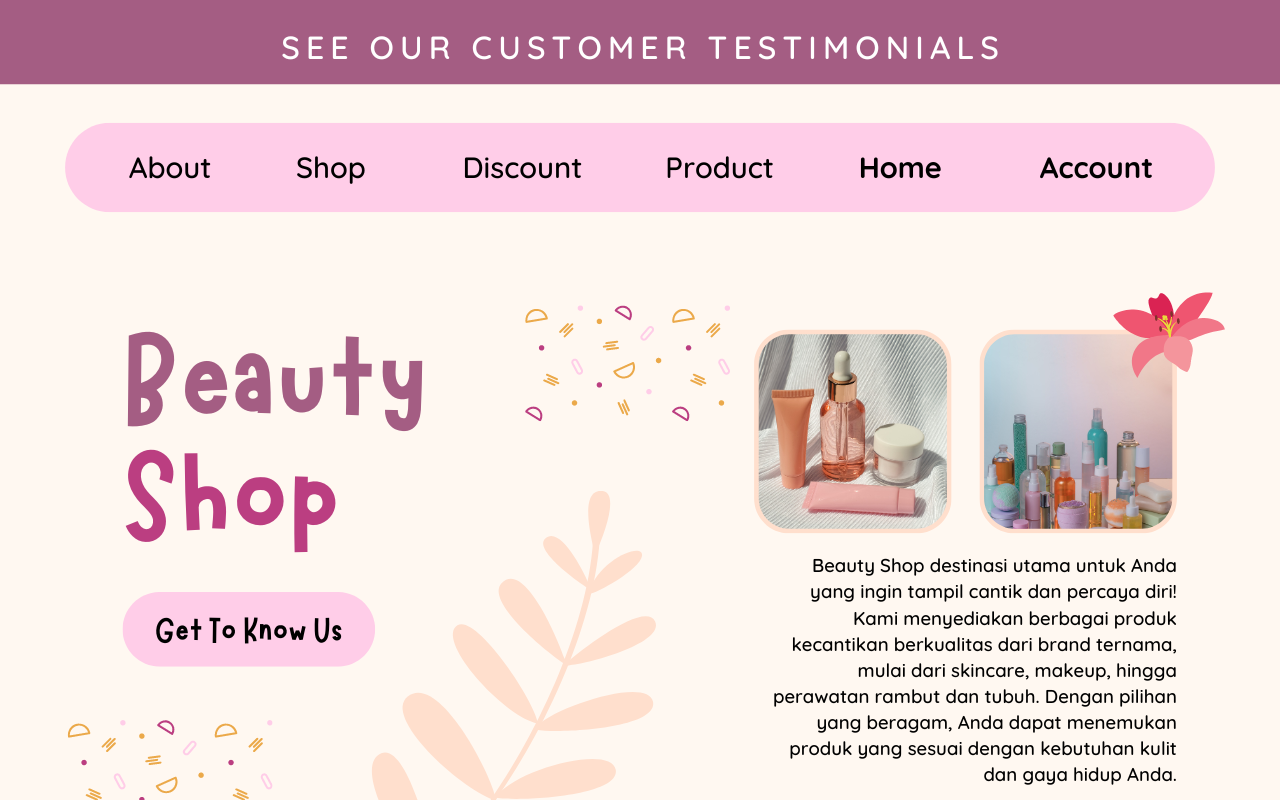 SEE OUR CUSTOMER TESTIMONIALS
About Shop Discount Product Home Account
Beauty
Shop
Get To Know Us
Beauty Shop destinasi utama untuk Anda
yang ingin tampil cantik dan percaya diri!
Kami menyediakan berbagai produk
kecantikan berkualitas dari brand ternama,
mulai dari skincare, makeup, hingga
perawatan rambut dan tubuh. Dengan pilihan
yang beragam, Anda dapat menemukan
produk yang sesuai dengan kebutuhan kulit
dan gaya hidup Anda.